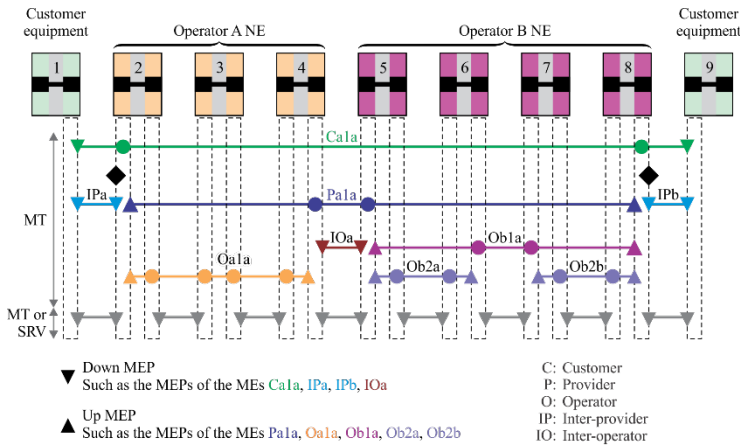 Customer
equipment
Operator A NE
Operator B NE
Customer
equipment
1
2
3
4
5
6
7
8
9
Ca1a
IPa
Pa1a
IPb
MT
IOa
Ob1a
Oa1a
Ob2a
Ob2b
MT or
SRV
Down MEP
Such as the MEPs of the MEs Ca1a, IPa, IPb, IOa
Up MEP
Such as the MEPs of the MEs Pa1a, Oa1a, Ob1a, Ob2a, Ob2b
C: Customer
P: Provider
O: Operator
IP: Inter-provider
IO: Inter-operator